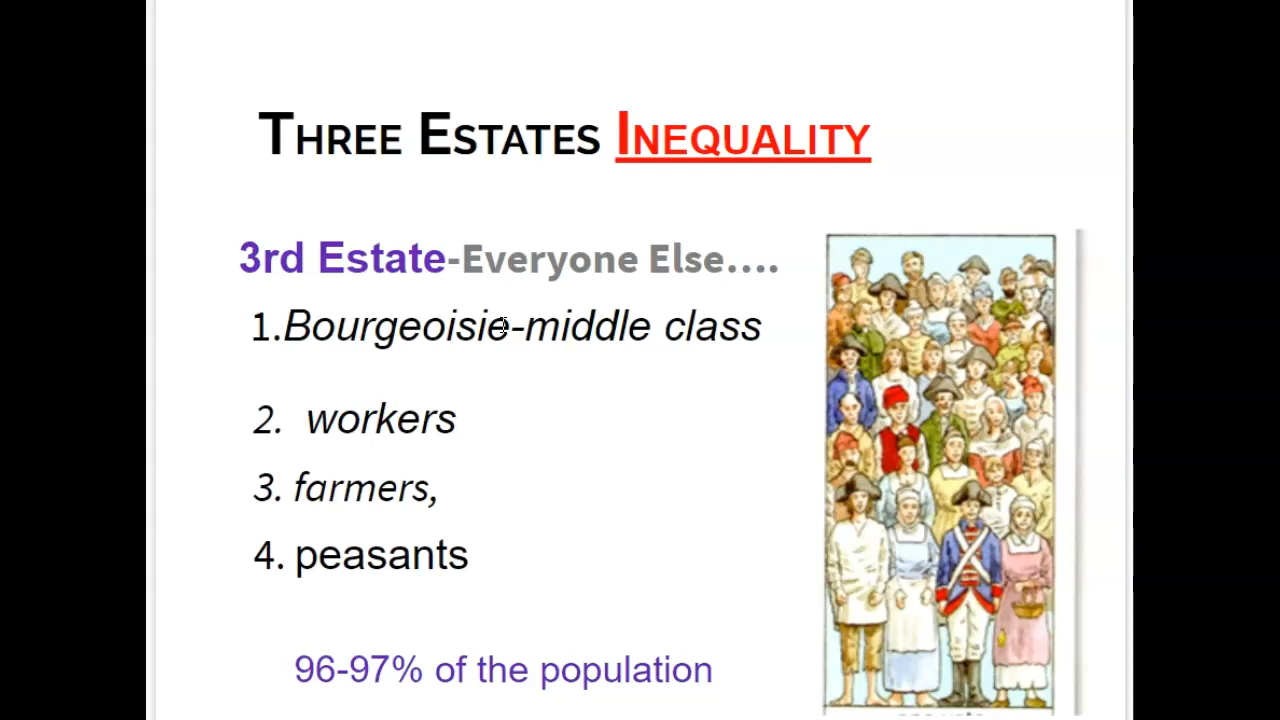 THREE ESTATES INEQUALITY
3rd Estate-Everyone Else....
1.Bourgeoisie-middle class
2. workers
3. farmers,
4. peasants
96-97% of the population